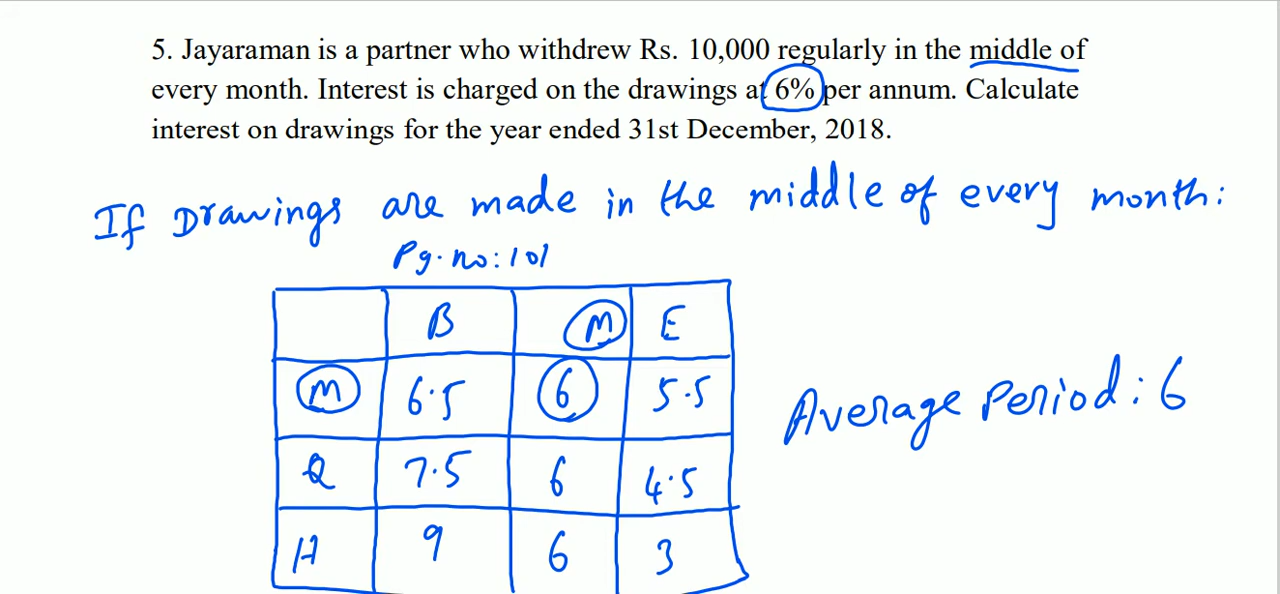 5. Jayaraman is a partner who withdrew Rs. 10,000 regularly in the middle of
every month. Interest is charged on the drawings at 6% per annum. Calculate
interest on drawings for the year ended 31st December, 2018.
If Drawings are made in the middle of every month:
Pg. no: 101
B M E
M 6.5 6 5.5
Average Period: 6
Q 7.5 6 4.5
H 9 6 3